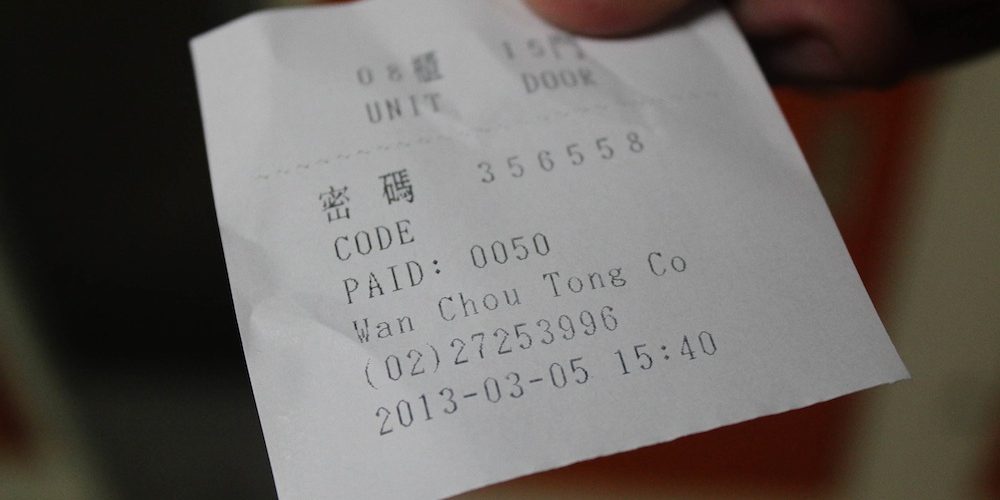 08櫃 15門
UNIT DOOR
密碼 356558
CODE
PAID: 0050
Wan Chou Tong Co
(02)27253996
2013-03-05 15:40